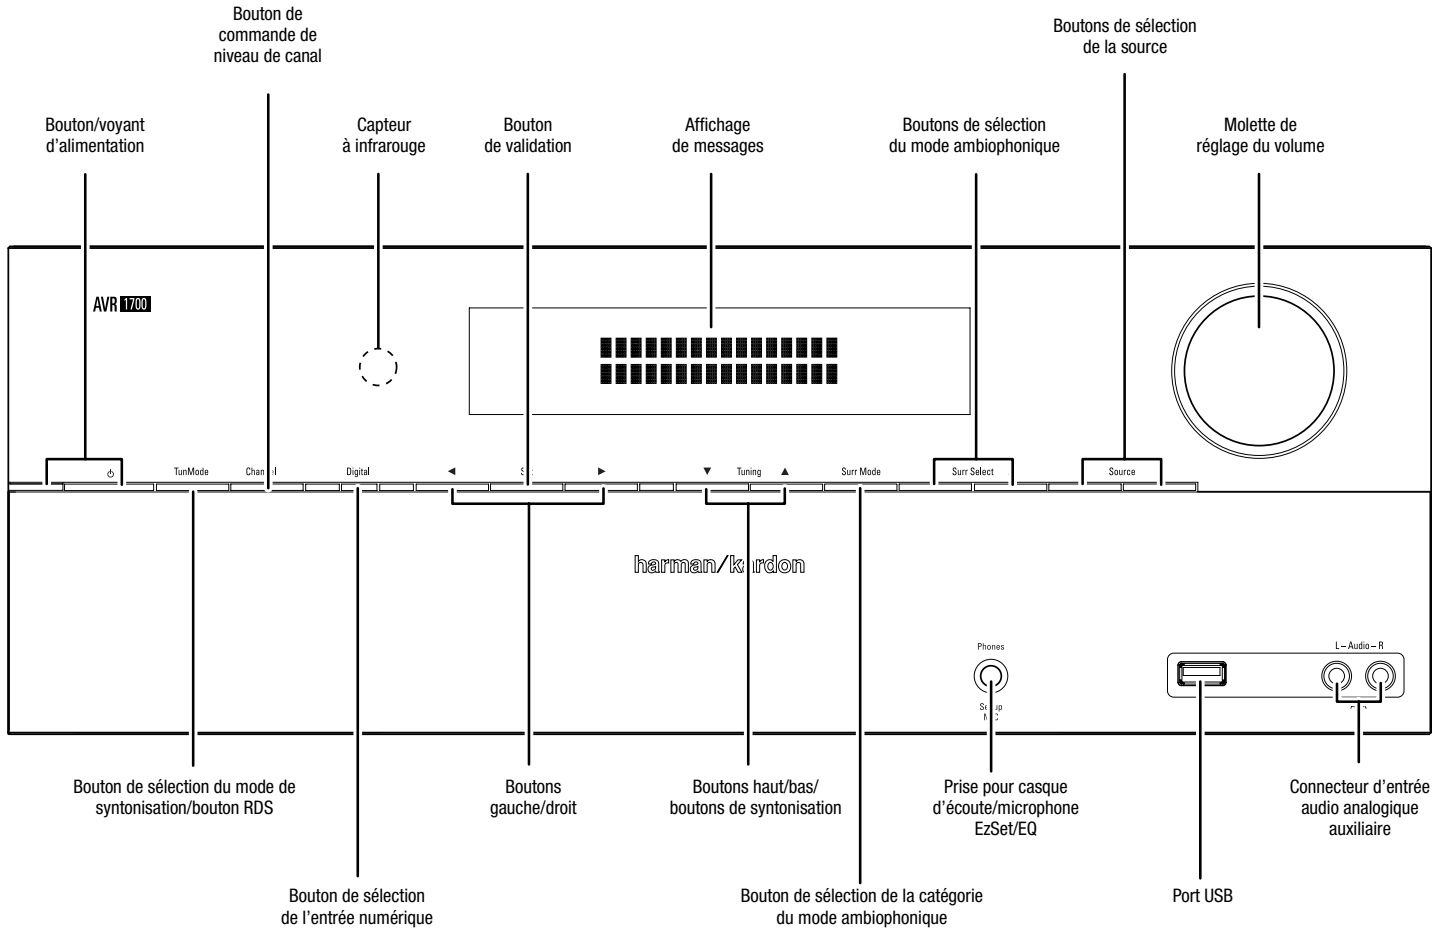 Bouton de
commande de
niveau de canal
Boutons de sélection
de la source
Bouton/voyant
d'alimentation
Capteur
à infrarouge
Bouton
de validation
Affichage
de messages
Boutons de sélection
du mode ambiophonique
Molette de
réglage du volume
AVR 1700
TunMode
Digital
Tuning
Surr Mode
Surr Select
Source
harman/kardon
Phones
L – Audio – R
Bouton de sélection du mode de
syntonisation/bouton RDS
Boutons
gauche/droit
Boutons haut/bas/
boutons de syntonisation
Prise pour casque
d'écoute/microphone
EzSet/EQ
Connecteur d'entrée
audio analogique
auxiliaire
Bouton de sélection
de l'entrée numérique
Bouton de sélection de la catégorie
du mode ambiophonique
Port USB